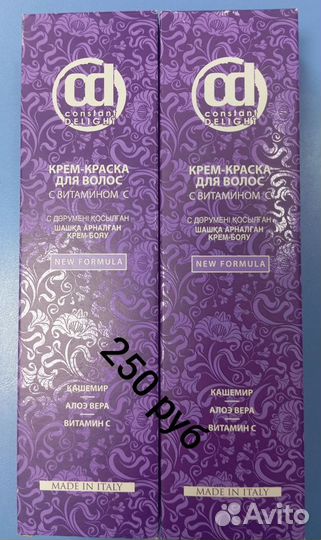 cd
constant
DELIGHT
КРЕМ-КРАСКА
ДЛЯ ВОЛОС
С ВИТАМИНОМ С
С ДӘРУМЕНІ ҚОСЫЛҒАН
ШАШҚА АРНАЛҒАН
КРЕМ-БОЯУ
NEW FORMULA
КАШЕМИР
АЛОЭ ВЕРА
ВИТАМИН С
MADE IN ITALY
cd
constant
DELIGHT
КРЕМ-КРАСКА
ДЛЯ ВОЛОС
С ВИТАМИНОМ С
С ДӘРУМЕНІ ҚОСЫЛҒАН
ШАШҚА АРНАЛҒАН
КРЕМ-БОЯУ
NEW FORMULA
КАШЕМИР
АЛОЭ ВЕРА
ВИТАМИН С
MADE IN ITALY
250 руб
Avito